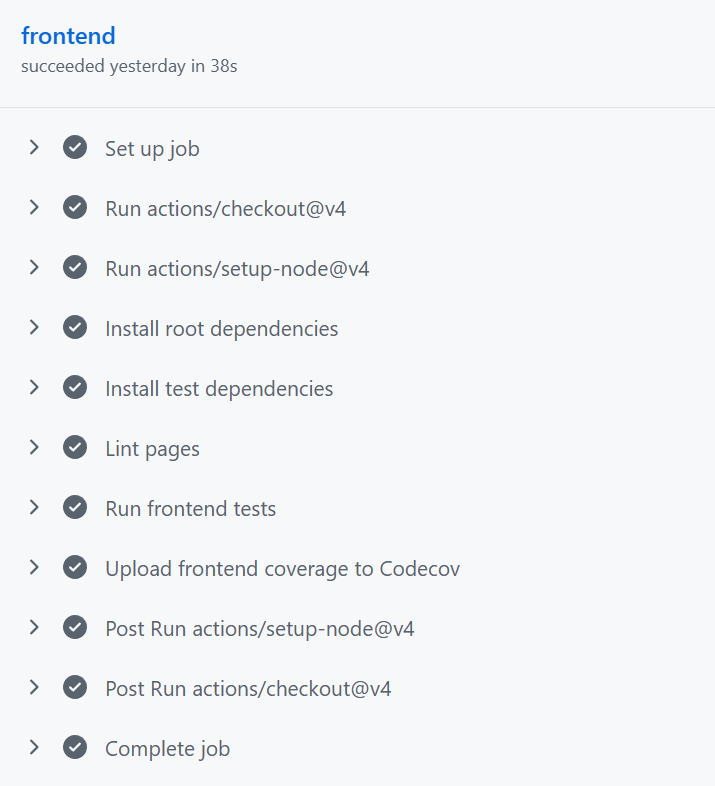 frontend
succeeded yesterday in 38s
Set up job
Run actions/checkout@v4
Run actions/setup-node@v4
Install root dependencies
Install test dependencies
Lint pages
Run frontend tests
Upload frontend coverage to Codecov
Post Run actions/setup-node@v4
Post Run actions/checkout@v4
Complete job